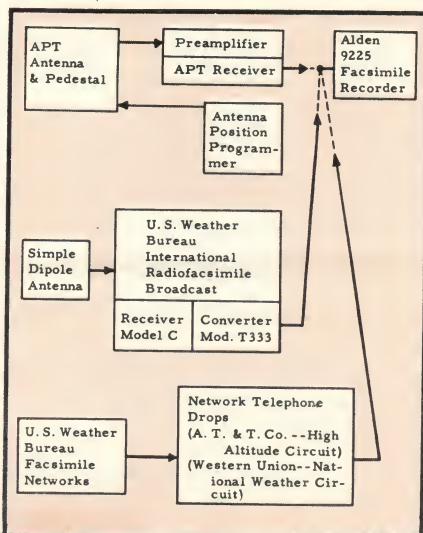 APT
Antenna
& Pedestal
Preamplifier
APT Receiver
Alden
9225
Facsimile
Recorder
Antenna
Position
Program-
mer
Simple
Dipole
Antenna
U.S. Weather
Bureau
International
Radiofacsimile
Broadcast
Receiver
Model C
Converter
Mod. T333
U.S. Weather
Bureau
Facsimile
Networks
Network Telephone
Drops
(A. T. & T. Co. --High
Altitude Circuit)
(Western Union--Nat-
ional Weather Cir-
cuit)